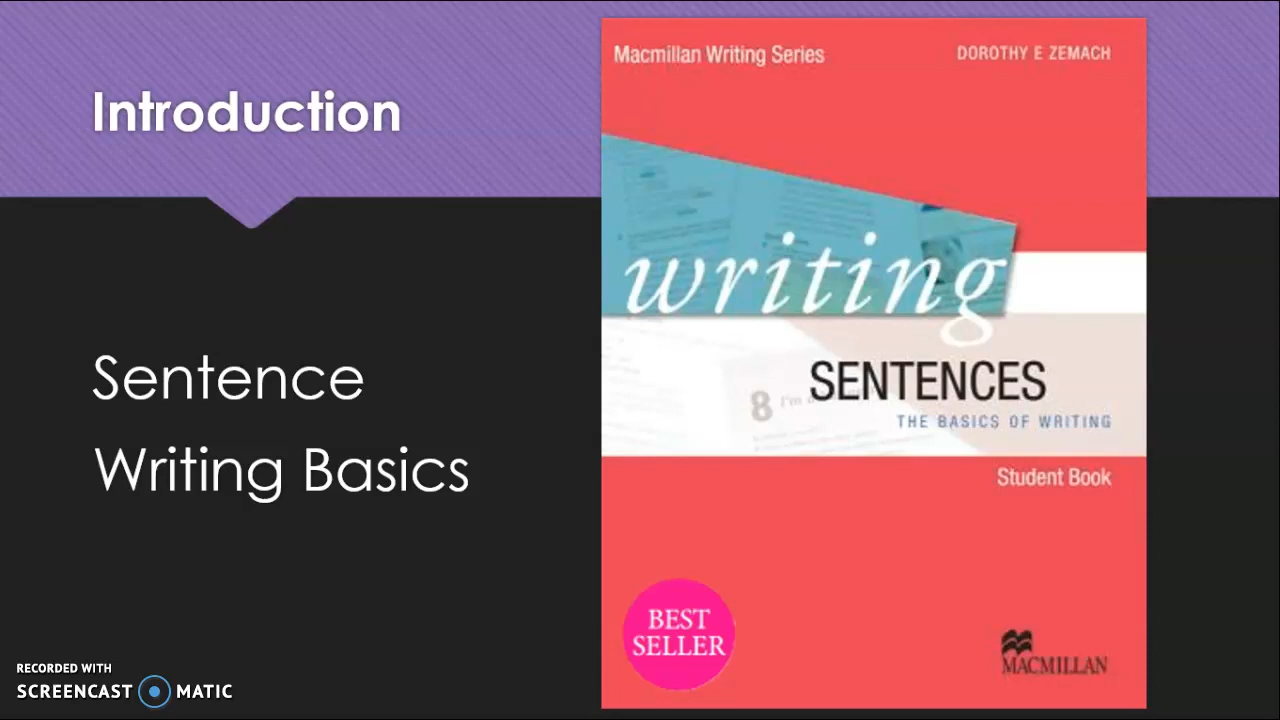 Introduction
Sentence
Writing Basics
Macmillan Writing Series
DOROTHY E ZEMACH
writing
SENTENCES
THE BASICS OF WRITING
Student Book
BEST
SELLER
MACMILLAN
RECORDED WITH
SCREENCAST MATIC